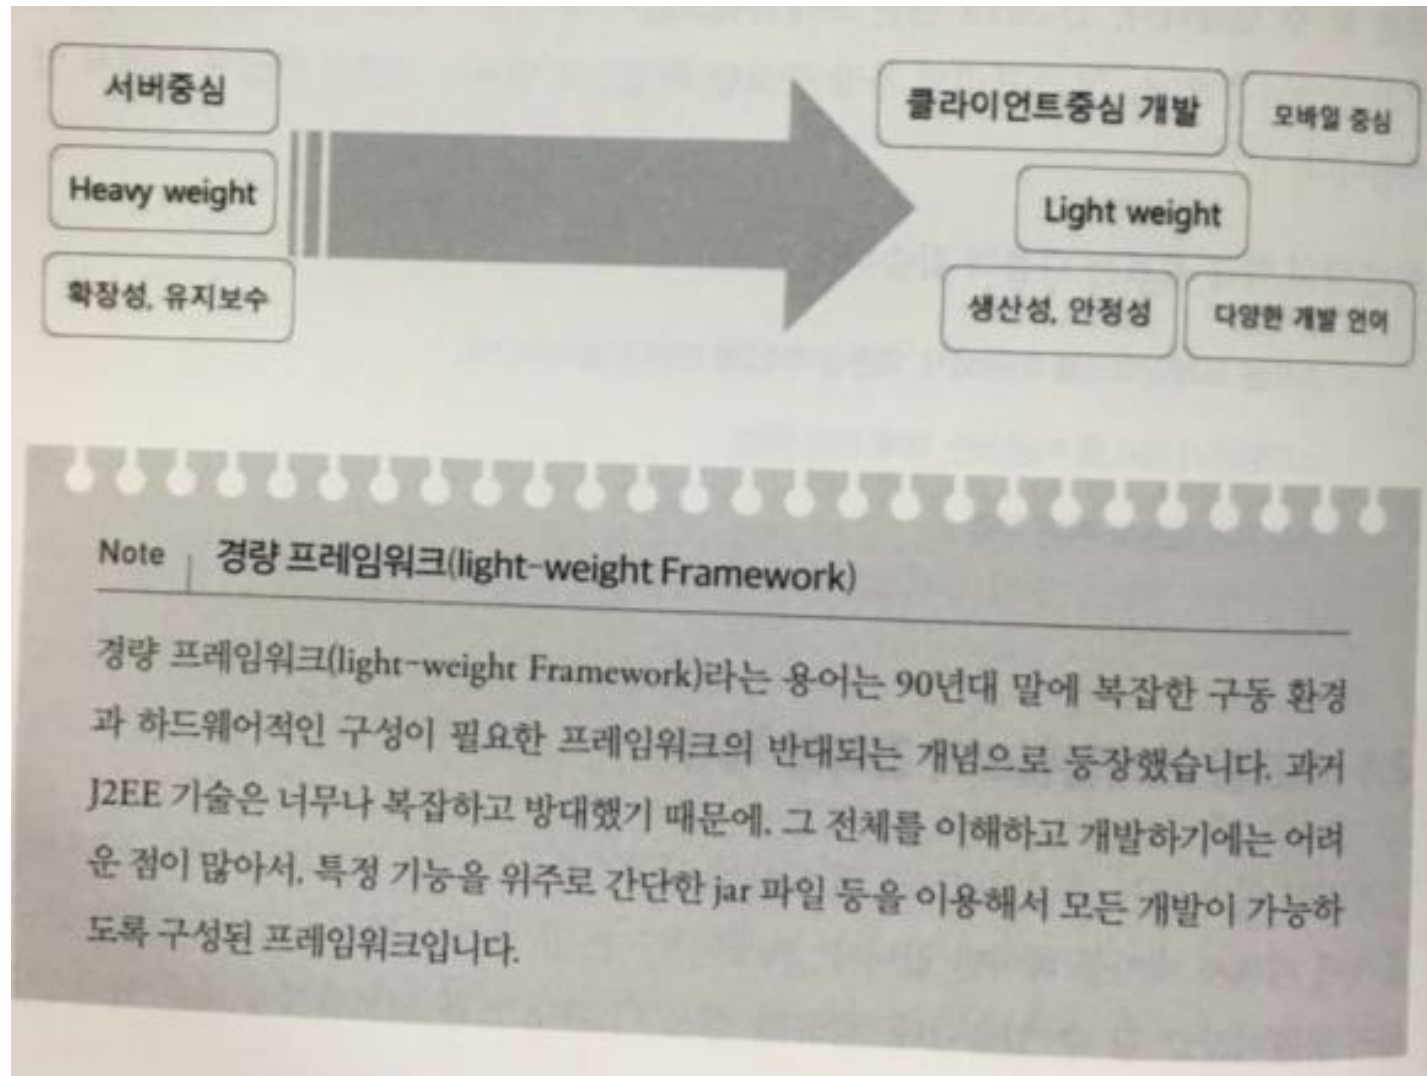 서버중심
Heavy weight
확장성, 유지보수
클라이언트중심 개발
모바일 중심
Light weight
생산성, 안정성
다양한 개발 언어
Note 경량 프레임워크(light-weight Framework)
경량 프레임워크(light-weight Framework)라는 용어는 90년대 말에 복잡한 구동 환경
과 하드웨어적인 구성이 필요한 프레임워크의 반대되는 개념으로 등장했습니다. 과거
J2EE 기술은 너무나 복잡하고 방대했기 때문에, 그 전체를 이해하고 개발하기에는 어려
운 점이 많아서, 특정 기능을 위주로 간단한 jar 파일 등을 이용해서 모든 개발이 가능하
도록 구성된 프레임워크입니다.